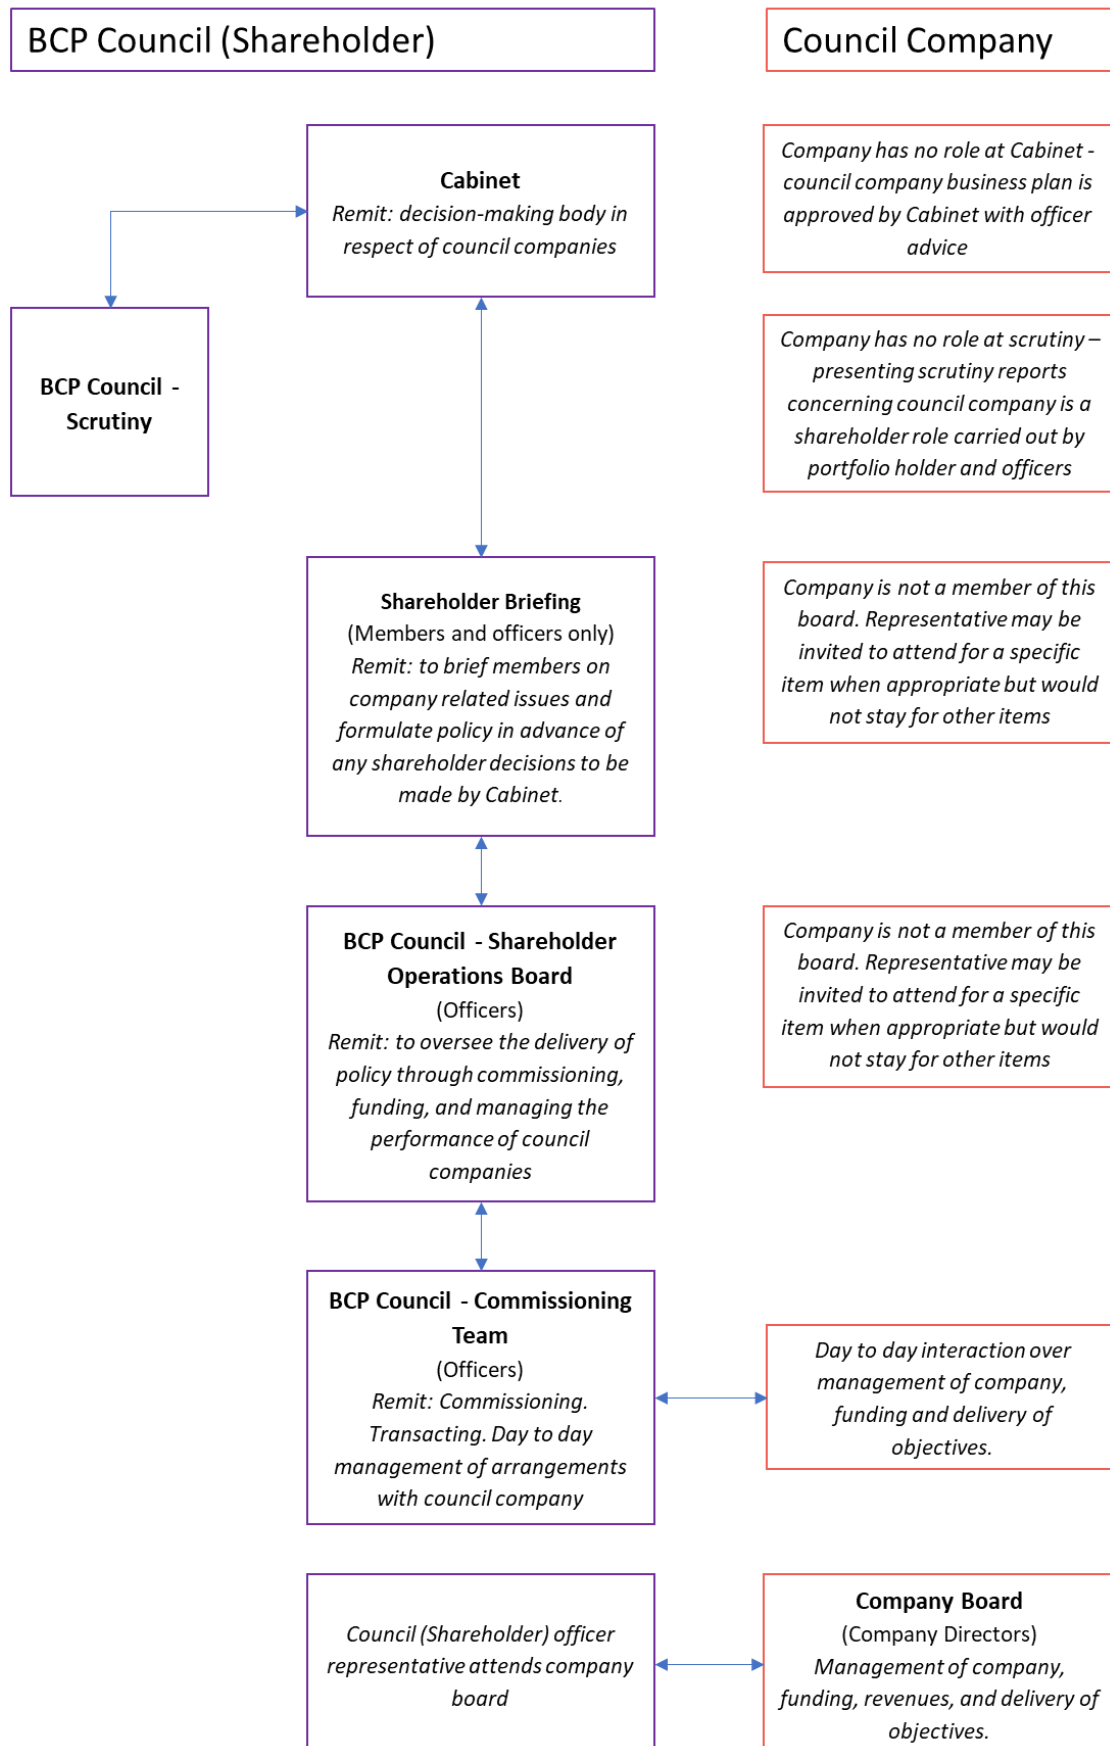 BCP Council (Shareholder)
Council Company
Cabinet
Remit: decision-making body in
respect of council companies
Company has no role at Cabinet -
council company business plan is
approved by Cabinet with officer
advice
BCP Council -
Scrutiny
Company has no role at scrutiny –
presenting scrutiny reports
concerning council company is a
shareholder role carried out by
portfolio holder and officers
Shareholder Briefing
(Members and officers only)
Remit: to brief members on
company related issues and
formulate policy in advance of
any shareholder decisions to be
made by Cabinet.
Company is not a member of this
board. Representative may be
invited to attend for a specific
item when appropriate but would
not stay for other items
BCP Council - Shareholder
Operations Board
(Officers)
Remit: to oversee the delivery of
policy through commissioning,
funding, and managing the
performance of council
companies
Company is not a member of this
board. Representative may be
invited to attend for a specific
item when appropriate but would
not stay for other items
BCP Council - Commissioning
Team
(Officers)
Remit: Commissioning.
Transacting. Day to day
management of arrangements
with council company
Day to day interaction over
management of company,
funding and delivery of
objectives.
Council (Shareholder) officer
representative attends company
board
Company Board
(Company Directors)
Management of company,
funding, revenues, and delivery of
objectives.